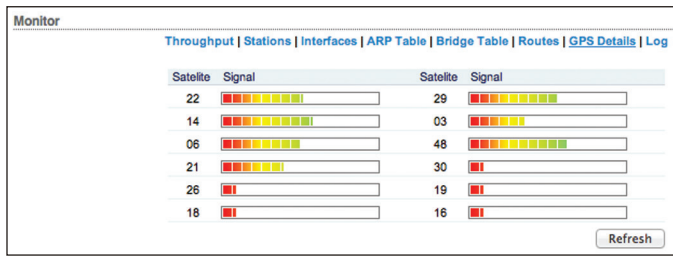 Monitor
Throughput | Stations | Interfaces | ARP Table | Bridge Table | Routes | GPS Details | Log
Satelite Signal Satelite Signal
22 29
14 03
06 48
21 30
26 19
18 16
Refresh